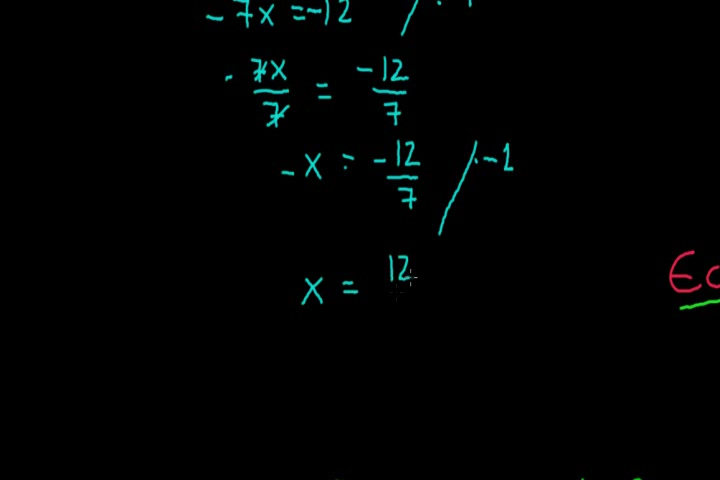 - 7x = -12 /
- 7x/7 = -12/7
- x = -12/7 /·-1
x = 12